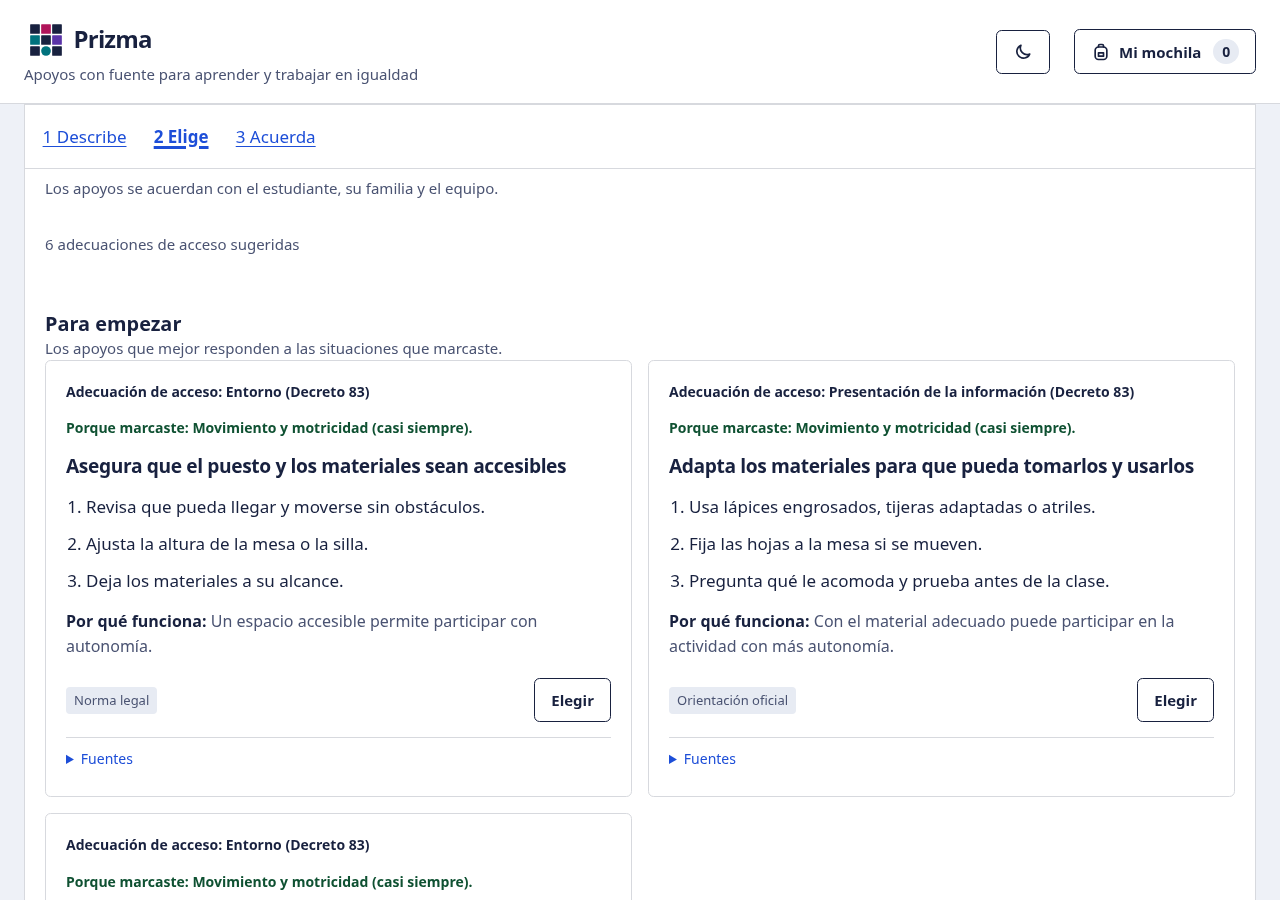 Prizma
Apoyos con fuente para aprender y trabajar en igualdad
Mi mochila 0
1 Describe 2 Elige 3 Acuerda
Los apoyos se acuerdan con el estudiante, su familia y el equipo.
6 adecuaciones de acceso sugeridas
Para empezar
Los apoyos que mejor responden a las situaciones que marcaste.
Adecuación de acceso: Entorno (Decreto 83)
Porque marcaste: Movimiento y motricidad (casi siempre).
Asegura que el puesto y los materiales sean accesibles
1. Revisa que pueda llegar y moverse sin obstáculos.
2. Ajusta la altura de la mesa o la silla.
3. Deja los materiales a su alcance.
Por qué funciona: Un espacio accesible permite participar con
autonomía.
Norma legal
Elegir
Fuentes
Adecuación de acceso: Presentación de la información (Decreto 83)
Porque marcaste: Movimiento y motricidad (casi siempre).
Adapta los materiales para que pueda tomarlos y usarlos
1. Usa lápices engrosados, tijeras adaptadas o atriles.
2. Fija las hojas a la mesa si se mueven.
3. Pregunta qué le acomoda y prueba antes de la clase.
Por qué funciona: Con el material adecuado puede participar en la
actividad con más autonomía.
Orientación oficial
Elegir
Fuentes
Adecuación de acceso: Entorno (Decreto 83)
Porque marcaste: Movimiento y motricidad (casi siempre).